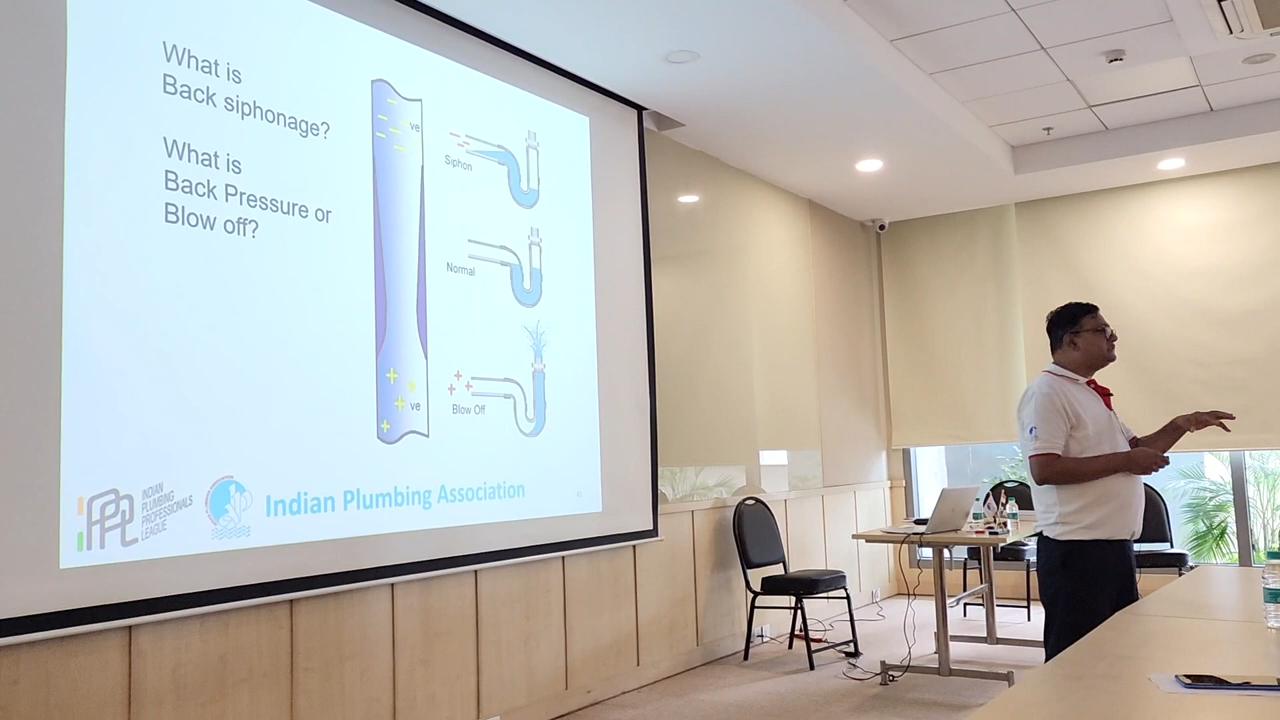 What is
Back siphonage?
What is
Back Pressure or
Blow off?
ve
Siphon
Normal
Blow Off
ve
IPPL
INDIAN
PLUMBING
PROFESSIONALS
LEAGUE
Indian Plumbing Association